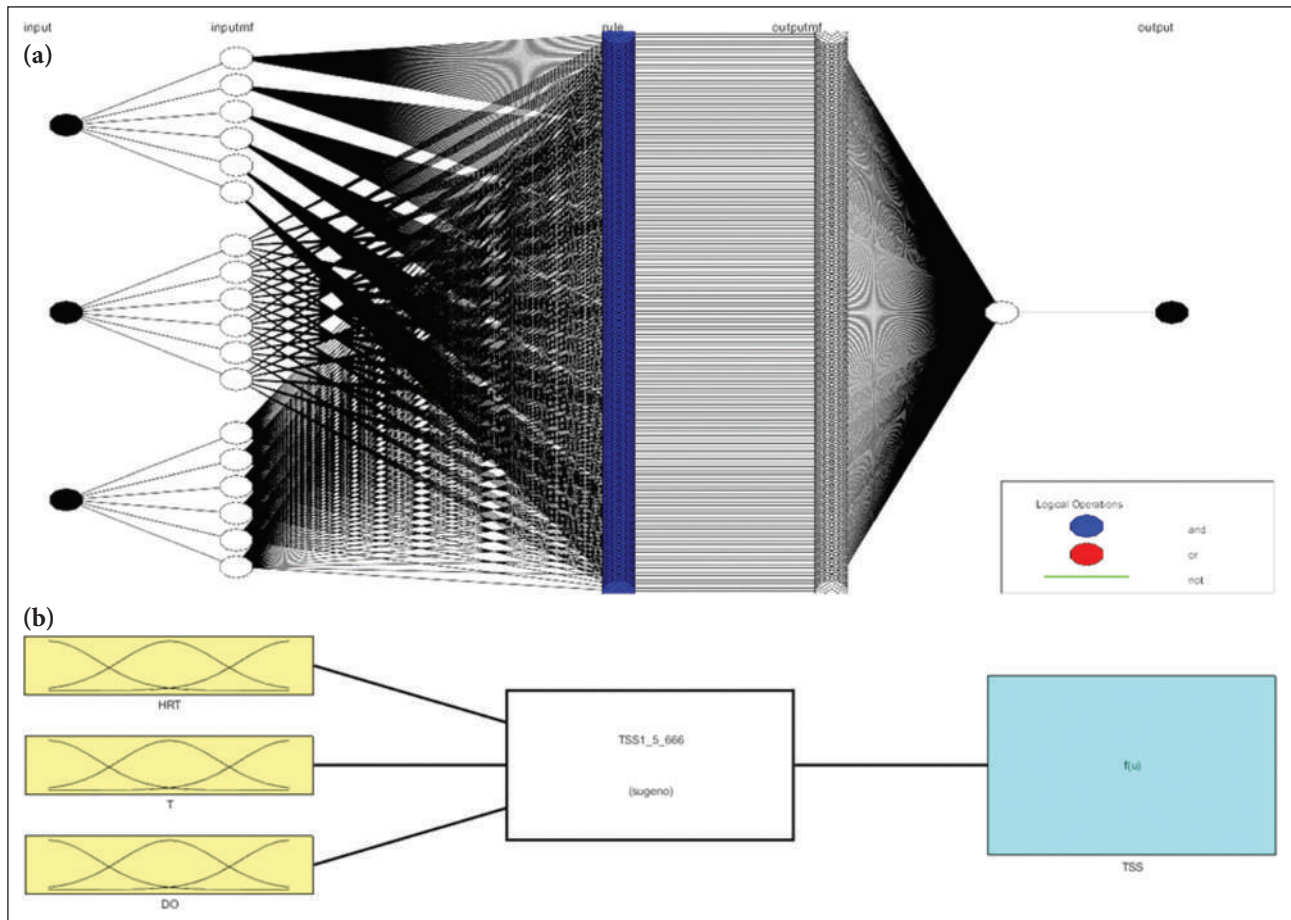 input inputmf rule outputmf output
(a)
Logical Operations
and
or
not
(b)
HRT
T
DO
TSS1_5_666
(sugeno)
f(u)
TSS